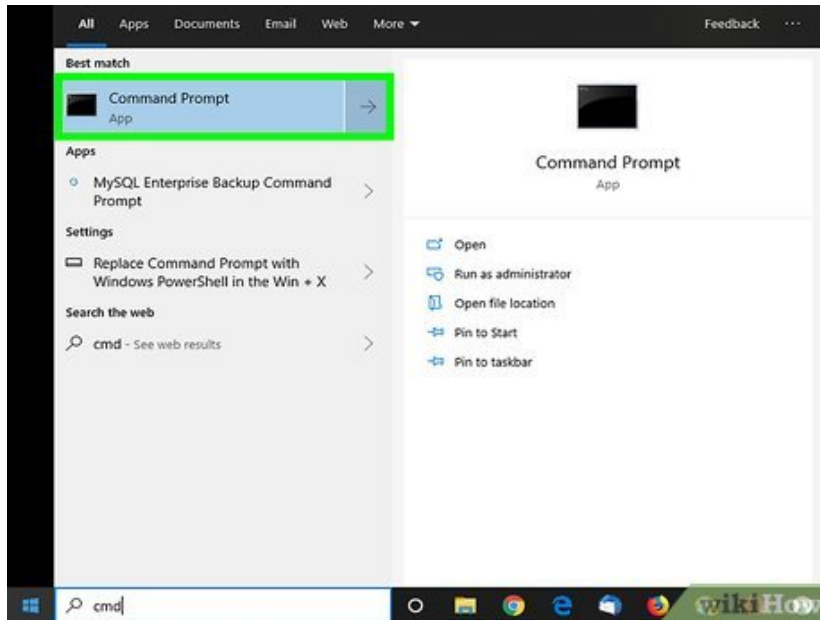 All Apps Documents Email Web More Feedback ...
Best match
Command Prompt
App
Apps
MySQL Enterprise Backup Command
Prompt
Settings
Replace Command Prompt with
Windows PowerShell in the Win + X
Search the web
cmd - See web results
Command Prompt
App
Open
Run as administrator
Open file location
Pin to Start
Pin to taskbar
cmd
wikiHow